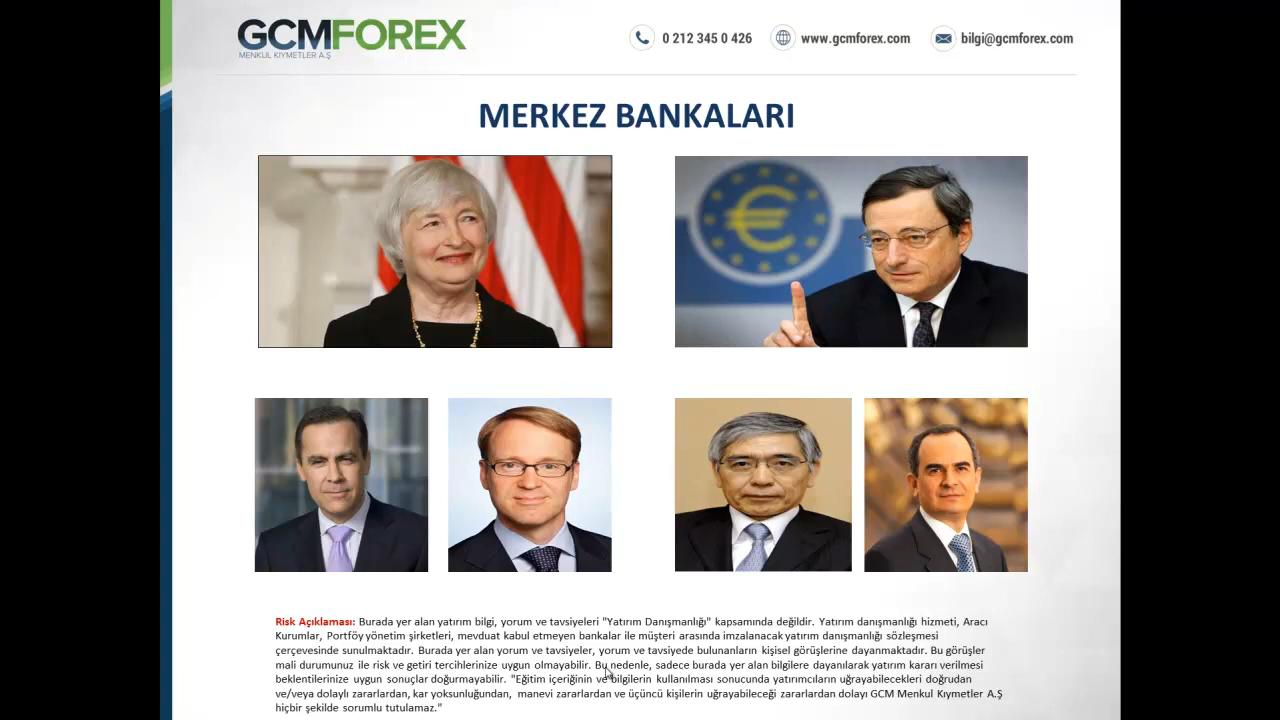 GCMFOREX
MENKUL KIYMETLER A.Ş
0 212 345 0 426
www.gcmforex.com
bilgi@gcmforex.com
MERKEZ BANKALARI
Risk Açıklaması: Burada yer alan yatırım bilgi, yorum ve tavsiyeleri "Yatırım Danışmanlığı" kapsamında değildir. Yatırım danışmanlığı hizmeti, Aracı
Kurumlar, Portföy yönetim şirketleri, mevduat kabul etmeyen bankalar ile müşteri arasında imzalanacak yatırım danışmanlığı sözleşmesi
çerçevesinde sunulmaktadır. Burada yer alan yorum ve tavsiyeler, yorum ve tavsiyede bulunanların kişisel görüşlerine dayanmaktadır. Bu görüşler
mali durumunuz ile risk ve getiri tercihlerinize uygun olmayabilir. Bu nedenle, sadece burada yer alan bilgilere dayanılarak yatırım kararı verilmesi
beklentilerinize uygun sonuçlar doğurmayabilir. "Eğitim içeriğinin ve bilgilerin kullanılması sonucunda yatırımcıların uğrayabilecekleri doğrudan
ve/veya dolaylı zararlardan, kar yoksunluğundan, manevi zararlardan ve üçüncü kişilerin uğrayabileceği zararlardan dolayı GCM Menkul Kıymetler A.Ş
hiçbir şekilde sorumlu tutulamaz."